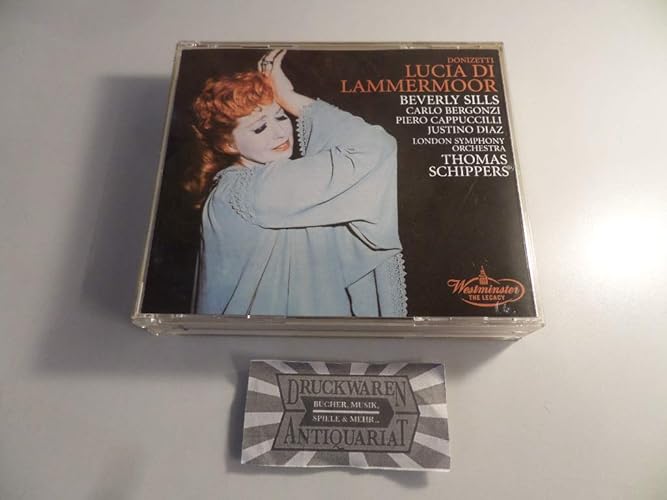 DONIZETTI
LUCIA DI
LAMMERMOOR
BEVERLY SILLS
CARLO BERGONZI
PIERO CAPPUCCILLI
JUSTINO DIAZ
LONDON SYMPHONY
ORCHESTRA
THOMAS
SCHIPPERS
Westminster
THE LEGACY
DRUCKWAREN
BÜCHER, MUSIK,
SPIELE & MEHR...
ANTIQUARIAT